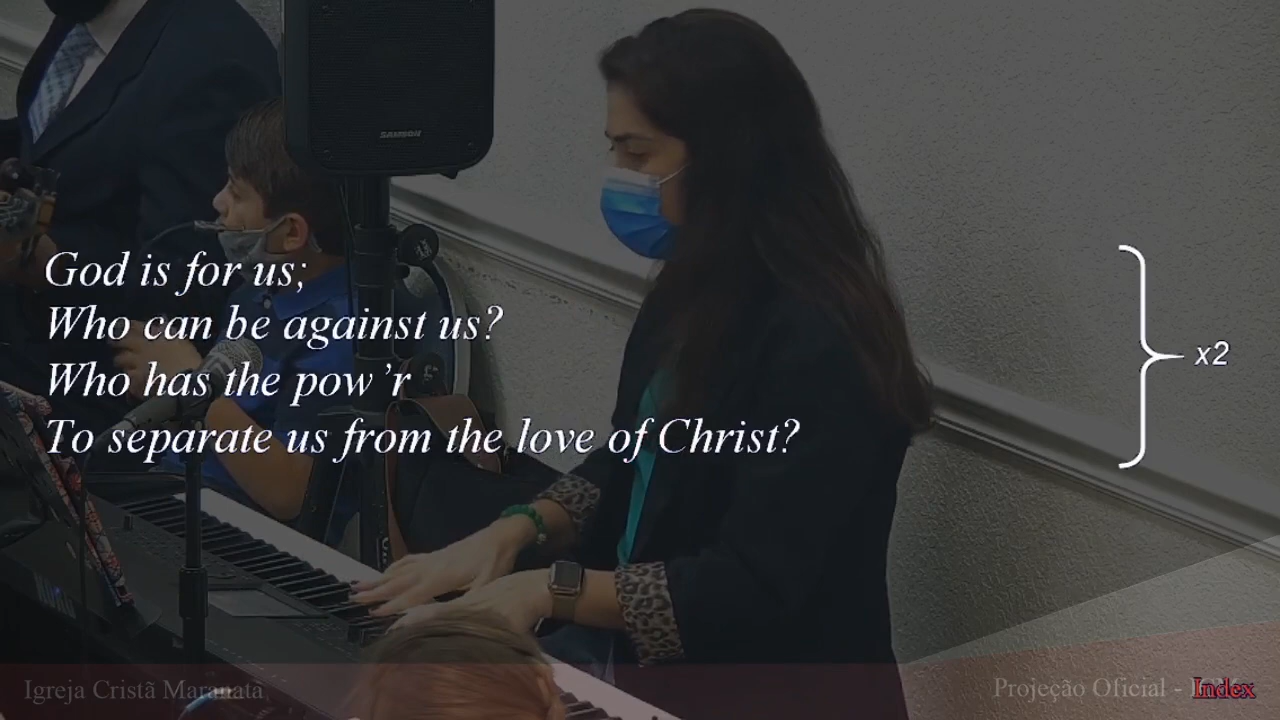 SAMSON
God is for us;
Who can be against us?
Who has the pow'r
To separate us from the love of Christ?
x2
Igreja Cristã Maranata
Projeção Oficial -
Index